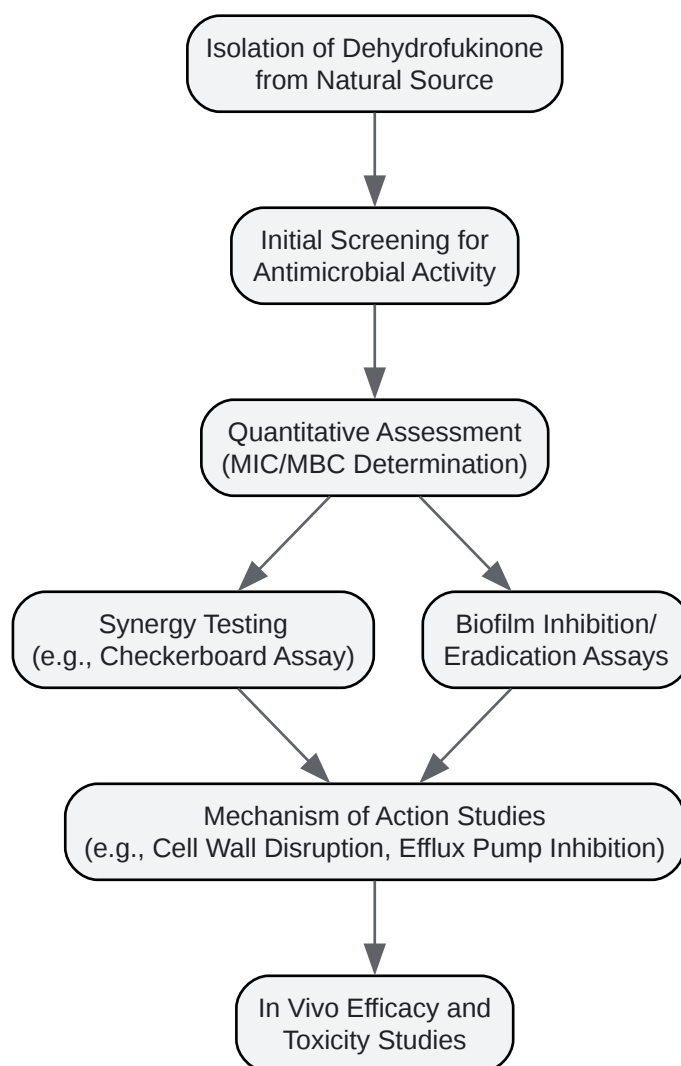 Isolation of Dehydrofukinone
from Natural Source
Initial Screening for
Antimicrobial Activity
Quantitative Assessment
(MIC/MBC Determination)
Synergy Testing
(e.g., Checkerboard Assay)
Biofilm Inhibition/
Eradication Assays
Mechanism of Action Studies
(e.g., Cell Wall Disruption, Efflux Pump Inhibition)
In Vivo Efficacy and
Toxicity Studies